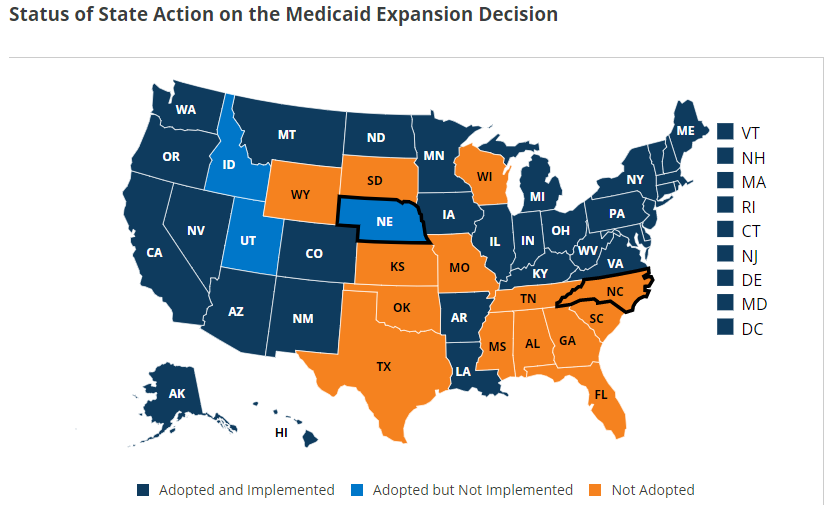 Status of State Action on the Medicaid Expansion Decision
WA
MT
ND
MN
ME
VT
OR
ID
WY
SD
WI
MI
NY
NH
MA
RI
NV
UT
NE
IA
IL
IN
OH
PA
CT
CA
CO
KS
MO
KY
WV
VA
NJ
DE
AZ
NM
OK
AR
TN
NC
MD
DC
TX
LA
MS
AL
GA
SC
FL
AK
HI
Adopted and Implemented
Adopted but Not Implemented
Not Adopted